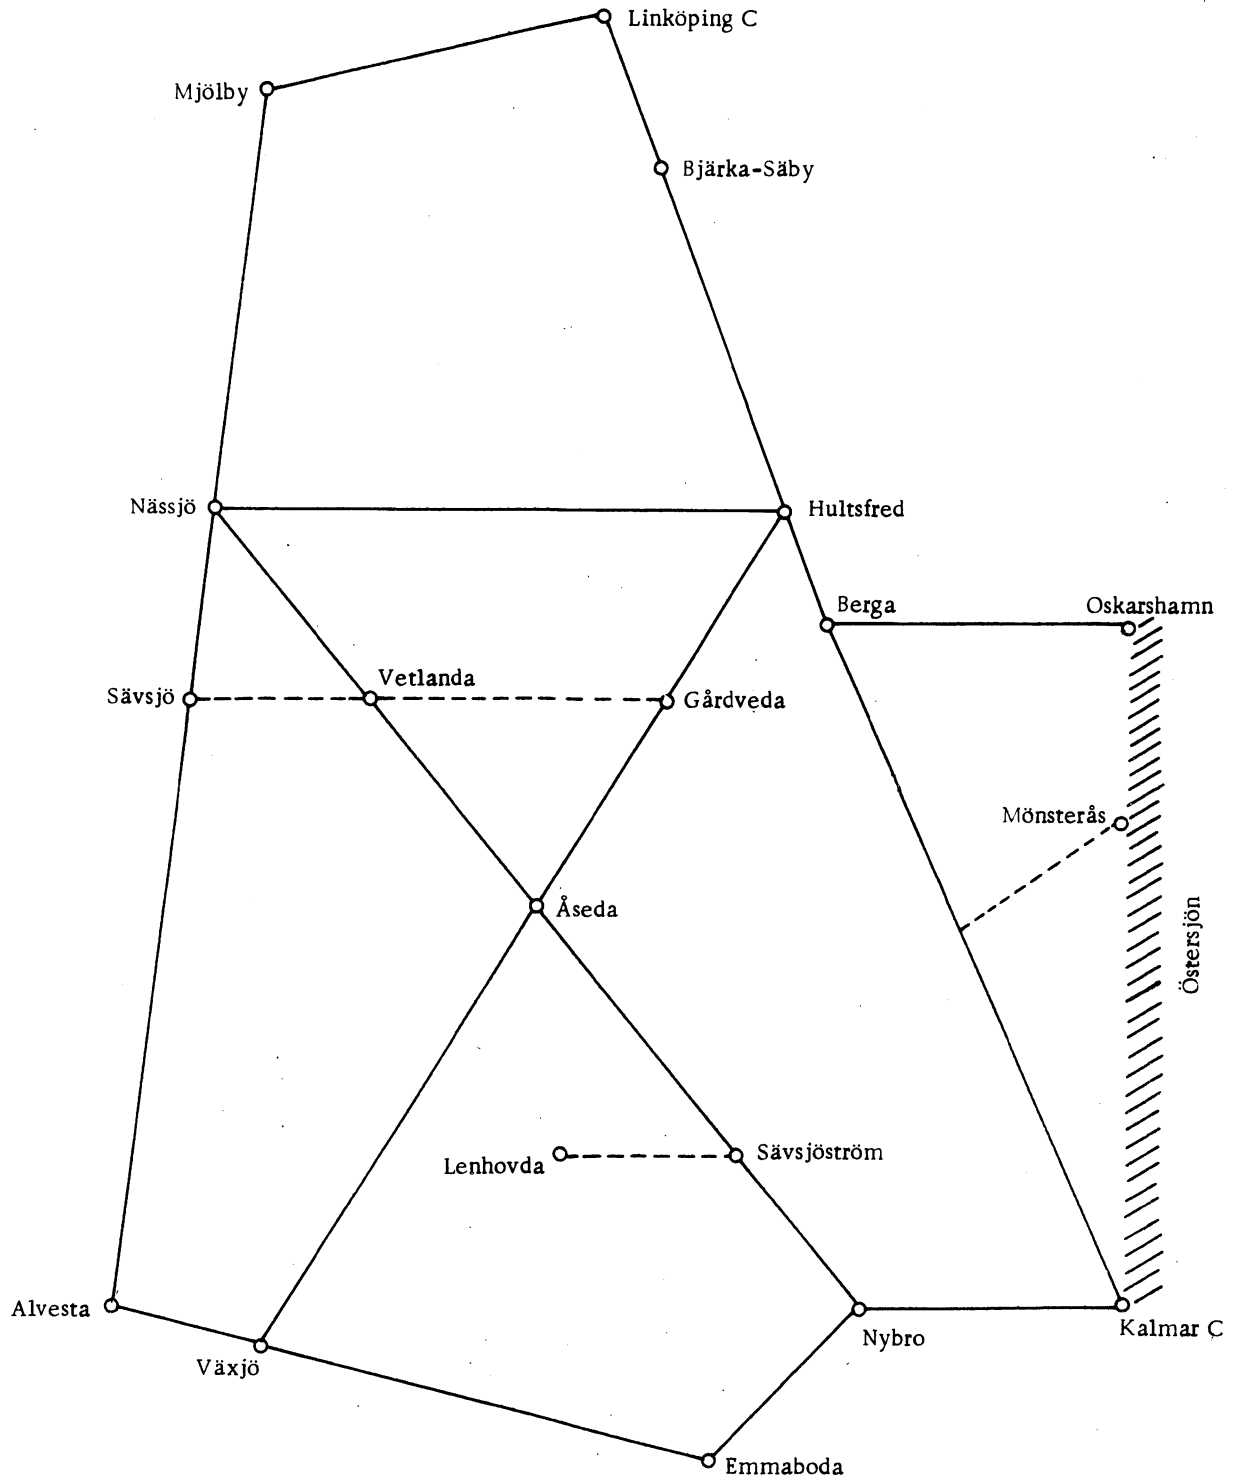 Linköping C
Mjölby
Bjärka-Säby
Nässjö
Hultsfred
Berga
Oskarshamn
Vetlanda
Sävsjö
Gårdveda
Mönsterås
Åseda
Östersjön
Sävsjöström
Lenhovda
Alvesta
Kalmar C
Nybro
Växjö
Emmaboda